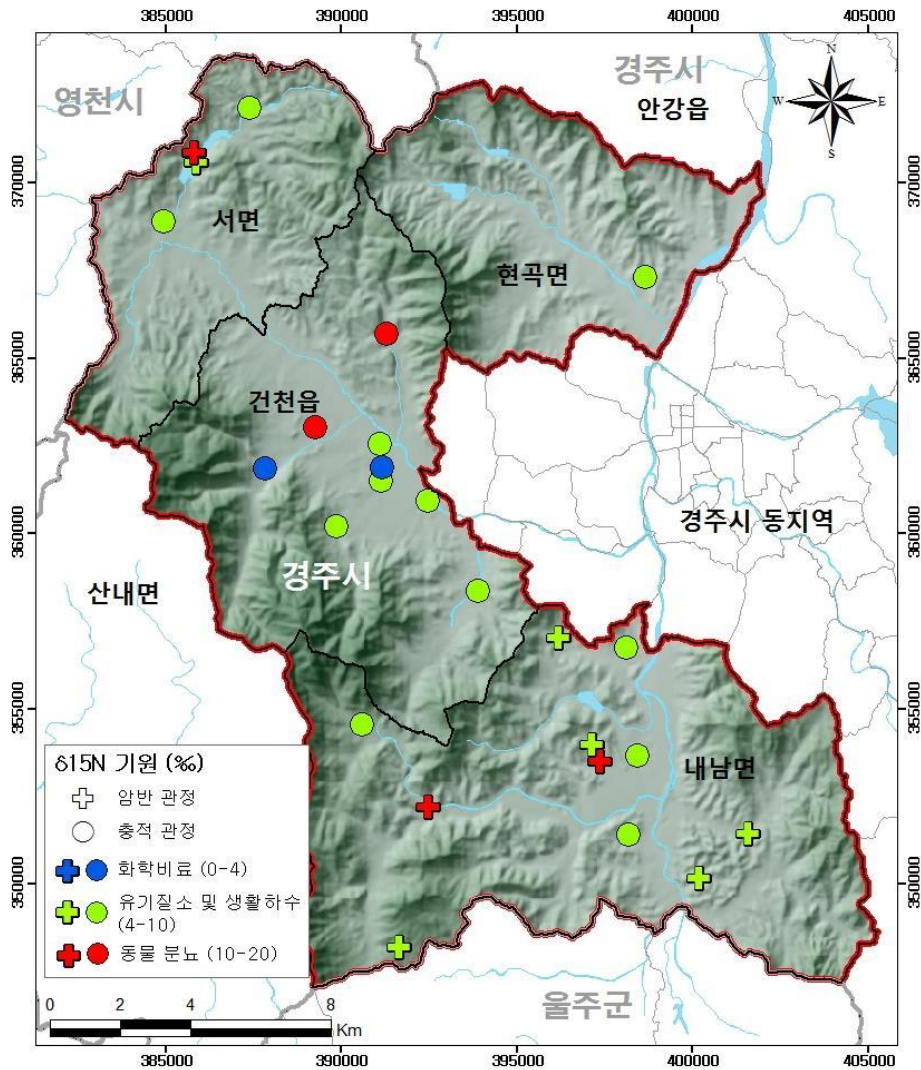 385000 390000 395000 400000 405000
영천시
경주시
안강읍
N
W E
S
370000 370000
서면
현곡면
365000 365000
건천읍
360000 360000
경주시 동지역
경주시
산내면
355000 355000
내남면
350000 350000
δ15N 기원 (‰)
암반 관정
충적 관정
화학비료 (0-4)
유기질소 및 생활하수
(4-10)
동물 분뇨 (10-20)
0 2 4 8
Km
울주군
385000 390000 395000 400000 405000